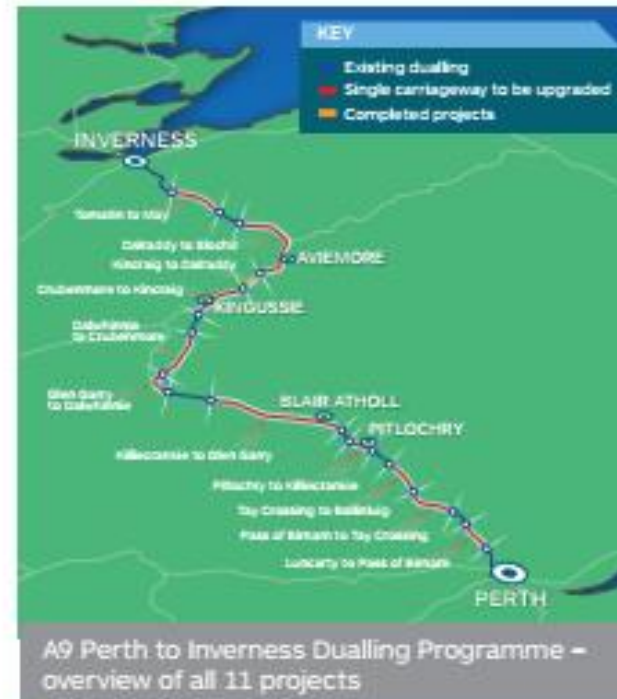 KEY
Existing dualling
Single carriageway to be upgraded
Completed projects
INVERNESS
Tomatin to Moy
Dalraddy to Slochd
Kincraig to Dalraddy
AVIEMORE
Crubenmore to Kincraig
KINGUSSIE
Dalwhinnie
to Crubenmore
Glen Garry
to Dalwhinnie
BLAIR ATHOLL
PITLOCHRY
Killiecrankie to Glen Garry
Pitlochry to Killiecrankie
Tay Crossing to Ballinluig
Pass of Birnam to Tay Crossing
Luncarty to Pass of Birnam
PERTH
A9 Perth to Inverness Dualling Programme –
overview of all 11 projects